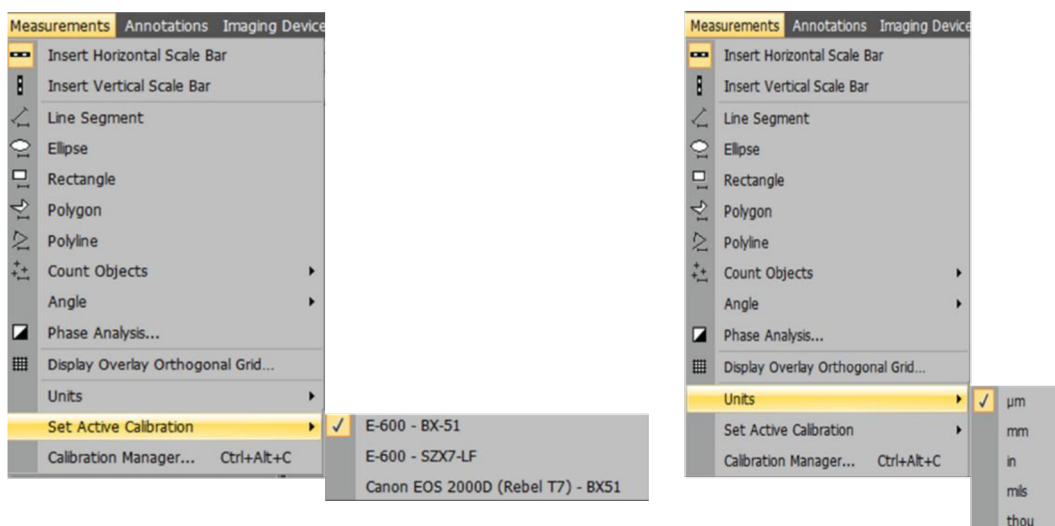 Measurements Annotations Imaging Device
Insert Horizontal Scale Bar
Insert Vertical Scale Bar
Line Segment
Ellipse
Rectangle
Polygon
Polyline
Count Objects
Angle
Phase Analysis...
Display Overlay Orthogonal Grid...
Units
Set Active Calibration
Calibration Manager... Ctrl+Alt+C
E-600 - BX-51
E-600 - SZX7-LF
Canon EOS 2000D (Rebel T7) - BX51
Measurements Annotations Imaging Device
Insert Horizontal Scale Bar
Insert Vertical Scale Bar
Line Segment
Ellipse
Rectangle
Polygon
Polyline
Count Objects
Angle
Phase Analysis...
Display Overlay Orthogonal Grid...
Units
Set Active Calibration
Calibration Manager... Ctrl+Alt+C
µm
mm
in
mils
thou